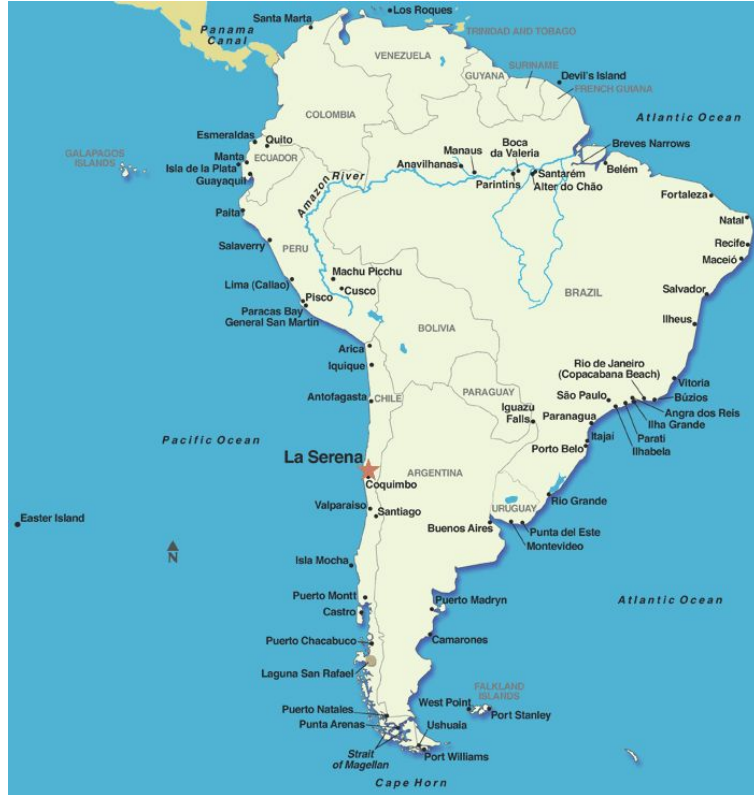 Los Roques
Santa Marta
Panama
Canal
TRINIDAD AND TOBAGO
VENEZUELA
SURINAME
GUYANA
Devil's Island
FRENCH GUIANA
COLOMBIA
Atlantic Ocean
Esmeraldas
Quito
Breves Narrows
Boca
da Valeria
Manaus
GALAPAGOS
ISLANDS
Manta
ECUADOR
Anavilhanas
Belém
Isla de la Plata
Santarém
Guayaquil
Parintins
Alter do Chão
Amazon River
Fortaleza
Paita
Natal
Salaverry
PERU
Recife
Maceió
Machu Picchu
Lima (Callao)
Cusco
BRAZIL
Salvador
Pisco
Paracas Bay
General San Martin
Ilheus
BOLIVIA
Arica
Iquique
Rio de Janeiro
(Copacabana Beach)
Vitoria
PARAGUAY
Antofagasta
CHILE
São Paulo
Búzios
Iguazu
Falls
Angra dos Reis
Paranagua
Ilha Grande
Parati
Itajaí
Ilhabela
Pacific Ocean
Porto Belo
La Serena
ARGENTINA
Coquimbo
Rio Grande
Valparaiso
Santiago
URUGUAY
Easter Island
Buenos Aires
Punta del Este
Montevideo
N
Isla Mocha
Puerto Montt
Puerto Madryn
Atlantic Ocean
Castro
Puerto Chacabuco
Camarones
Laguna San Rafael
FALKLAND
ISLANDS
West Point
Puerto Natales
Port Stanley
Punta Arenas
Ushuaia
Strait
of Magellan
Port Williams
Cape Horn